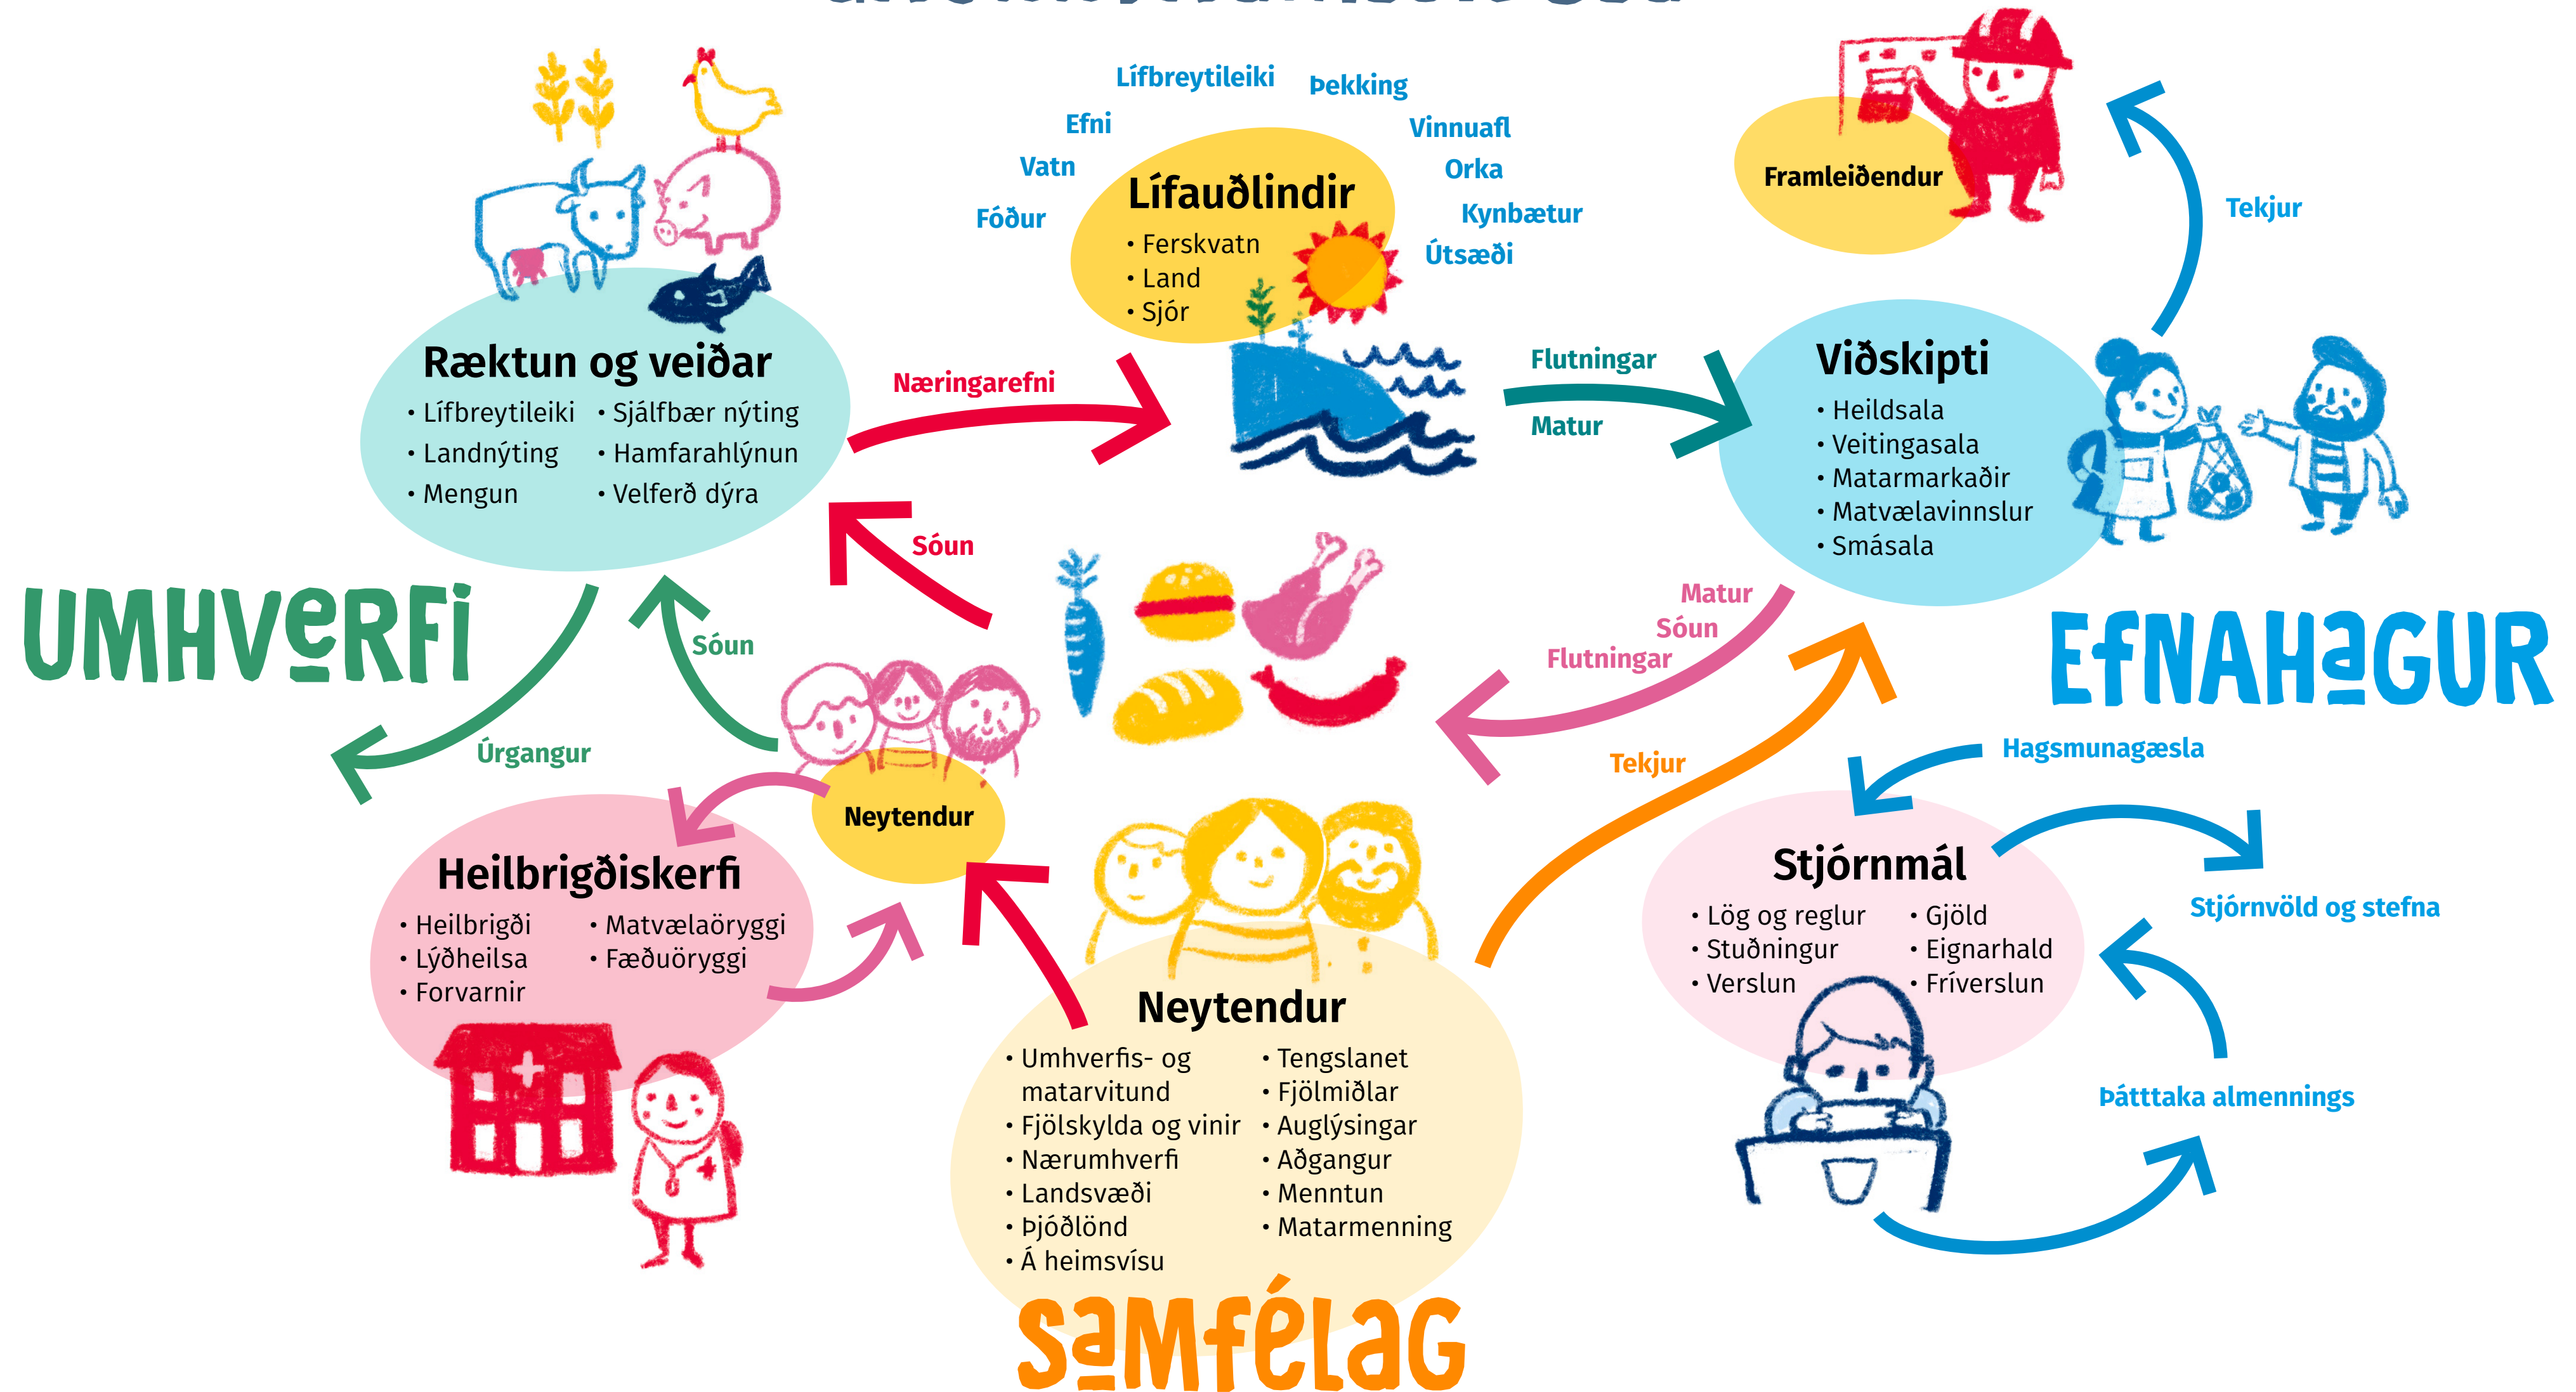 Lífbreytileiki
Þekking
Efni
Vinnuafl
Vatn
Orka
Fóður
Kynbætur
Útsæði
Lífauðlindir
• Ferskvatn
• Land
• Sjór
Framleiðendur
Tekjur
Ræktun og veiðar
• Lífbreytileiki
• Landnýting
• Mengun
• Sjálfbær nýting
• Hamfarahlýnun
• Velferð dýra
Næringarefni
Flutningar
Matur
Viðskipti
• Heildsala
• Veitingasala
• Matarmarkaðir
• Matvælavinnslur
• Smásala
Sóun
Sóun
UMHVeRFi
Úrgangur
Matur
Sóun
Flutningar
EfNAHaGUR
Tekjur
Neytendur
Heilbrigðiskerfi
• Heilbrigði
• Lýðheilsa
• Forvarnir
• Matvælaöryggi
• Fæðuöryggi
Hagsmunagæsla
Stjórnmál
• Lög og reglur
• Stuðningur
• Verslun
• Gjöld
• Eignarhald
• Fríverslun
Stjórnvöld og stefna
Þátttaka almennings
Neytendur
• Umhverfis- og
matarvitund
• Fjölskylda og vinir
• Nærumhverfi
• Landsvæði
• Þjóðlönd
• Á heimsvísu
• Tengslanet
• Fjölmiðlar
• Auglýsingar
• Aðgangur
• Menntun
• Matarmenning
SaMféLaG